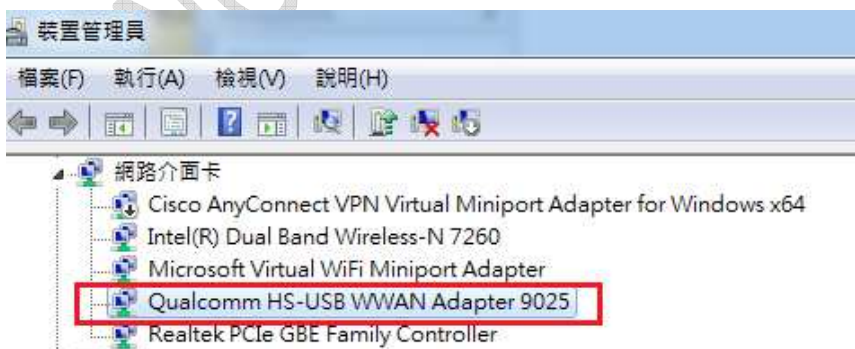 裝置管理員
檔案(F) 執行(A) 檢視(V) 說明(H)
網路介面卡
Cisco AnyConnect VPN Virtual Miniport Adapter for Windows x64
Intel(R) Dual Band Wireless-N 7260
Microsoft Virtual WiFi Miniport Adapter
Qualcomm HS-USB WWAN Adapter 9025
Realtek PCIe GBE Family Controller